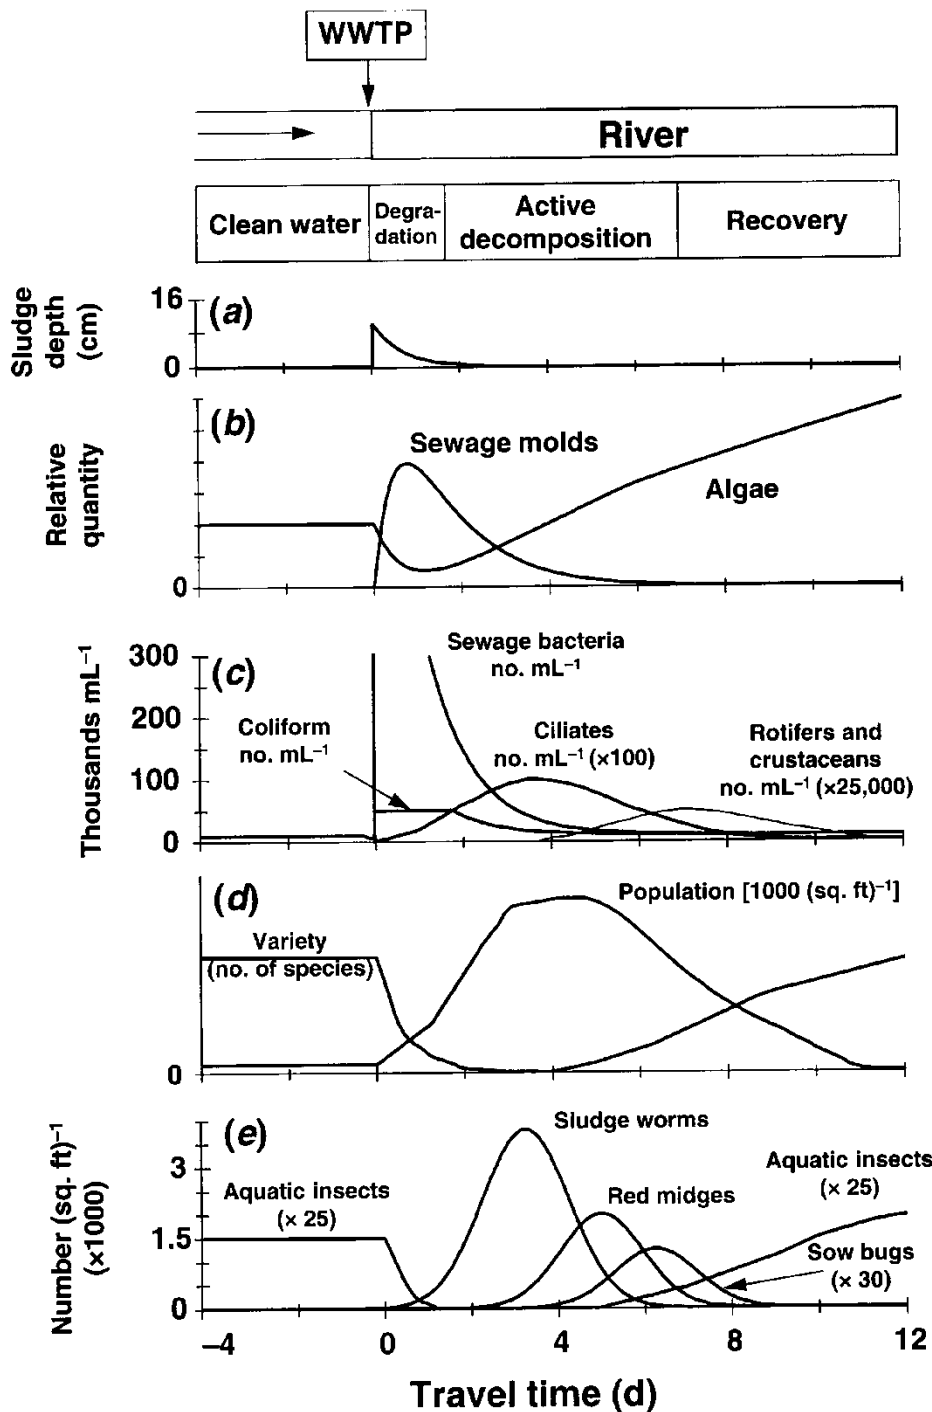 WWTP
River
Clean water
Degra-
dation
Active
decomposition
Recovery
Sludge
depth
(cm)
16
0
(a)
Relative
quantity
0
(b)
Sewage molds
Algae
Thousands mL⁻¹
300
200
100
0
(c)
Sewage bacteria
no. mL⁻¹
Coliform
no. mL⁻¹
Ciliates
no. mL⁻¹ (×100)
Rotifers and
crustaceans
no. mL⁻¹ (×25,000)
(d)
Population [1000 (sq. ft)⁻¹]
Variety
(no. of species)
0
Number (sq. ft)⁻¹
(×1000)
3
1.5
0
(e)
Sludge worms
Aquatic insects
(× 25)
Red midges
Aquatic insects
(× 25)
Sow bugs
(× 30)
–4 0 4 8 12
Travel time (d)